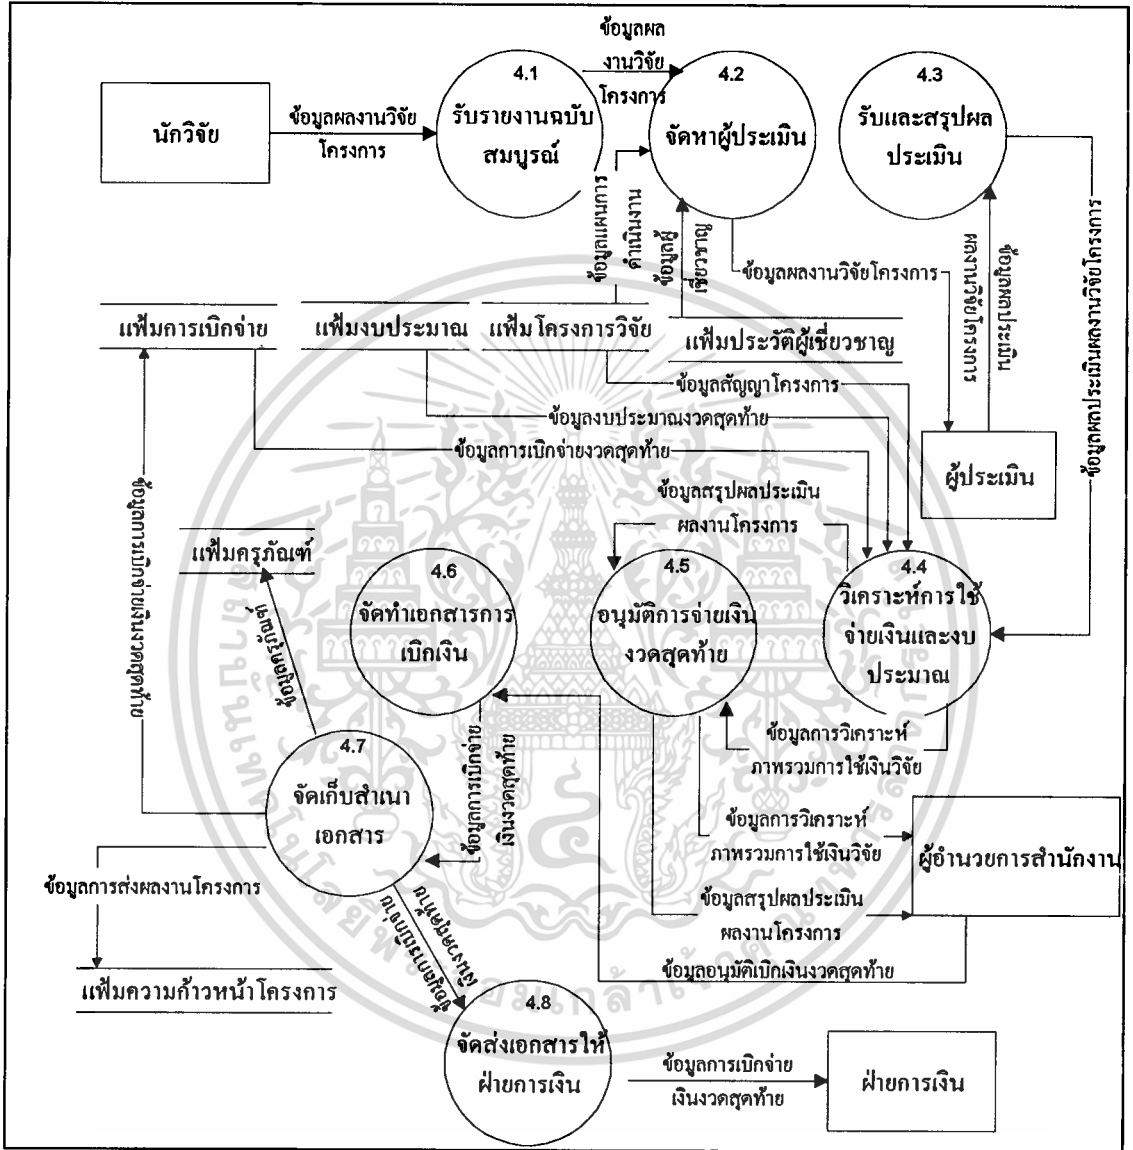 ข้อมูลผล
งานวิจัย
โครงการ
4.1
รับรายงานฉบับ
สมบูรณ์
4.2
จัดหาผู้ประเมิน
4.3
รับและสรุปผล
ประเมิน
นักวิจัย
ข้อมูลผลงานวิจัย
โครงการ
ข้อมูลแผนการ
ดำเนินงาน
ข้อมูลผู้
เชี่ยวชาญ
ข้อมูลผลงานวิจัยโครงการ
ข้อมูลผลประเมิน
ผลงานวิจัยโครงการ
ข้อมูลผลประเมินผลงานวิจัยโครงการ
แฟ้มการเบิกจ่าย
แฟ้มงบประมาณ
แฟ้มโครงการวิจัย
แฟ้มประวัติผู้เชี่ยวชาญ
ข้อมูลสัญญาโครงการ
ข้อมูลงบประมาณงวดสุดท้าย
ข้อมูลการเบิกจ่ายงวดสุดท้าย
ผู้ประเมิน
ข้อมูลสรุปผลประเมิน
ผลงานโครงการ
ข้อมูลการเบิกจ่ายเงินงวดสุดท้าย
แฟ้มครุภัณฑ์
ข้อมูลครุภัณฑ์
4.6
จัดทำเอกสารการ
เบิกเงิน
4.5
อนุมัติการจ่ายเงิน
งวดสุดท้าย
4.4
วิเคราะห์การใช้
จ่ายเงินและงบ
ประมาณ
4.7
จัดเก็บสำเนา
เอกสาร
ข้อมูลการเบิกจ่าย
เงินงวดสุดท้าย
ข้อมูลการวิเคราะห์
ภาพรวมการใช้เงินวิจัย
ข้อมูลการวิเคราะห์
ภาพรวมการใช้เงินวิจัย
ผู้อำนวยการสำนักงาน
ข้อมูลการส่งผลงานโครงการ
ข้อมูลสรุปผลประเมิน
ผลงานโครงการ
ข้อมูลอนุมัติเบิกเงินงวดสุดท้าย
ข้อมูลการเบิกจ่าย
เงินงวดสุดท้าย
แฟ้มความก้าวหน้าโครงการ
4.8
จัดส่งเอกสารให้
ฝ่ายการเงิน
ข้อมูลการเบิกจ่าย
เงินงวดสุดท้าย
ฝ่ายการเงิน